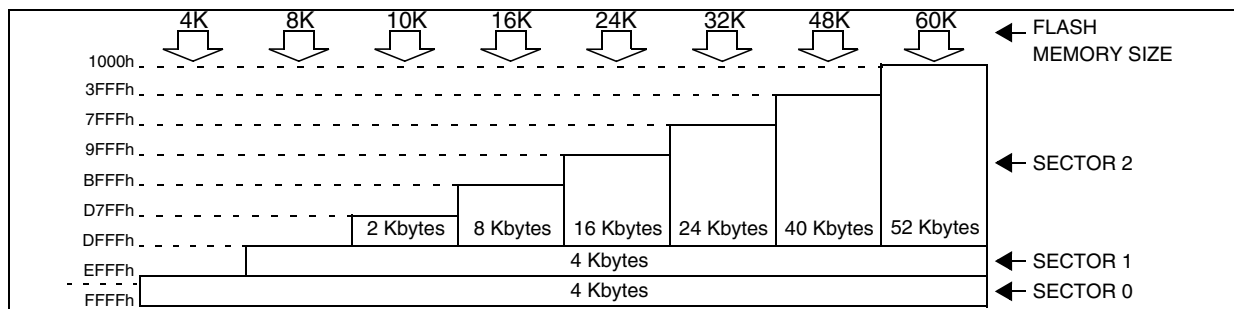 4K 8K 10K 16K 24K 32K 48K 60K
FLASH
MEMORY SIZE
1000h
3FFFh
7FFFh
9FFFh
BFFFh
D7FFh
DFFFh
EFFFh
FFFFh
SECTOR 2
2 Kbytes 8 Kbytes 16 Kbytes 24 Kbytes 40 Kbytes 52 Kbytes
4 Kbytes SECTOR 1
4 Kbytes SECTOR 0